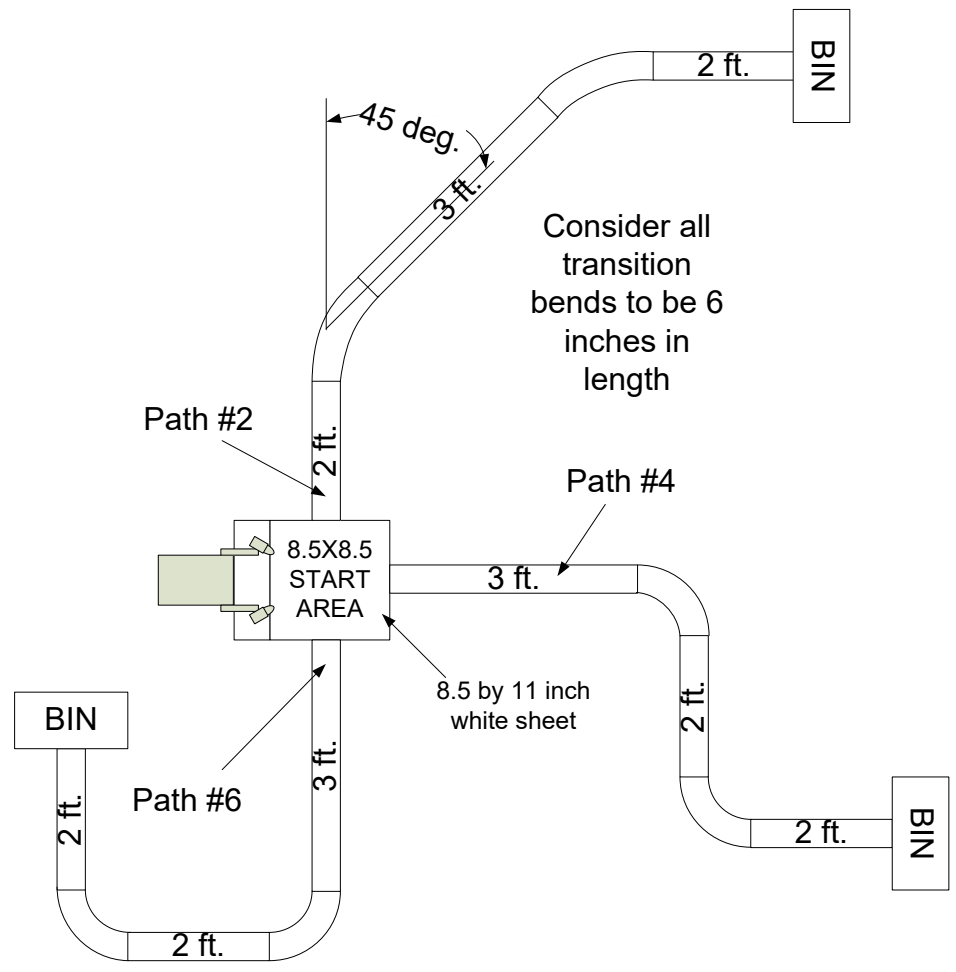 BIN
2 ft.
45 deg.
3 ft.
Consider all
transition
bends to be 6
inches in
length
Path #2
2 ft.
Path #4
8.5X8.5
START
AREA
3 ft.
8.5 by 11 inch
white sheet
2 ft.
BIN
3 ft.
Path #6
2 ft.
2 ft.
BIN
2 ft.